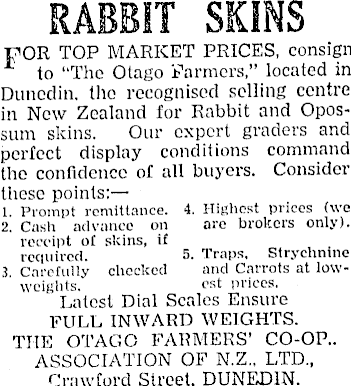 RABBIT SKINS
FOR TOP MARKET PRICES, consign
to "The Otago Farmers," located in
Dunedin, the recognised selling centre
in New Zealand for Rabbit and Opos-
sum skins. Our expert graders and
perfect display conditions command
the confidence of all buyers. Consider
these points:—
1. Prompt remittance.
2. Cash advance on
receipt of skins, if
required.
3. Carefully checked
weights.
4. Highest prices (we
are brokers only).
5. Traps, Strychnine
and Carrots at low-
est prices.
Latest Dial Scales Ensure
FULL INWARD WEIGHTS.
THE OTAGO FARMERS' CO-OP..
ASSOCIATION OF N.Z., LTD.,
Crawford Street, DUNEDIN.